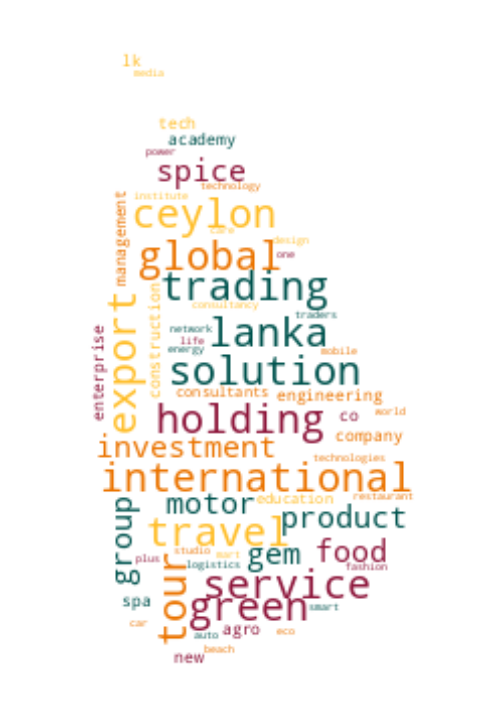 lk
media
tech
academy
power
spice
technology
institute
management
ceylon
care
design
global
one
trading
export
construction
consultancy
traders
network
lanka
life
energy
mobile
enterprise
solution
consultants
engineering
holding
co
world
company
investment
technologies
international
motor
education
restaurant
group
product
travel
studio
mart
gem
food
plus
logistics
fashion
tour
service
spa
green
smart
car
agro
auto
eco
beach
new